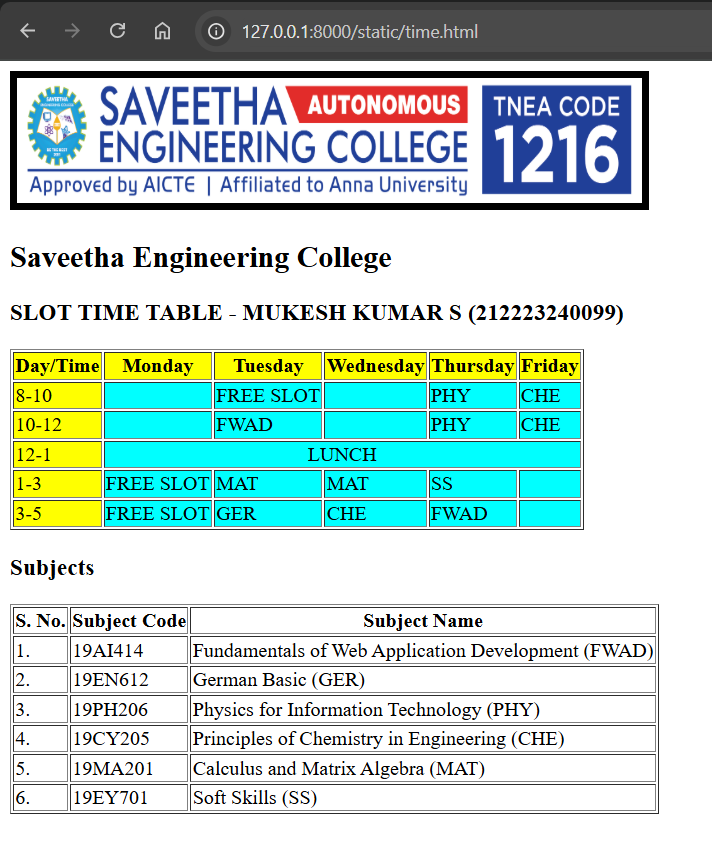 127.0.0.1:8000/static/time.html
SAVEETHA AUTONOMOUS
ENGINEERING COLLEGE
Approved by AICTE | Affiliated to Anna University
TNEA CODE
1216
Saveetha Engineering College
SLOT TIME TABLE - MUKESH KUMAR S (212223240099)
Day/Time Monday Tuesday Wednesday Thursday Friday
8-10 FREE SLOT PHY CHE
10-12 FWAD PHY CHE
12-1 LUNCH
1-3 FREE SLOT MAT MAT SS
3-5 FREE SLOT GER CHE FWAD
Subjects
S. No. Subject Code Subject Name
1. 19AI414 Fundamentals of Web Application Development (FWAD)
2. 19EN612 German Basic (GER)
3. 19PH206 Physics for Information Technology (PHY)
4. 19CY205 Principles of Chemistry in Engineering (CHE)
5. 19MA201 Calculus and Matrix Algebra (MAT)
6. 19EY701 Soft Skills (SS)